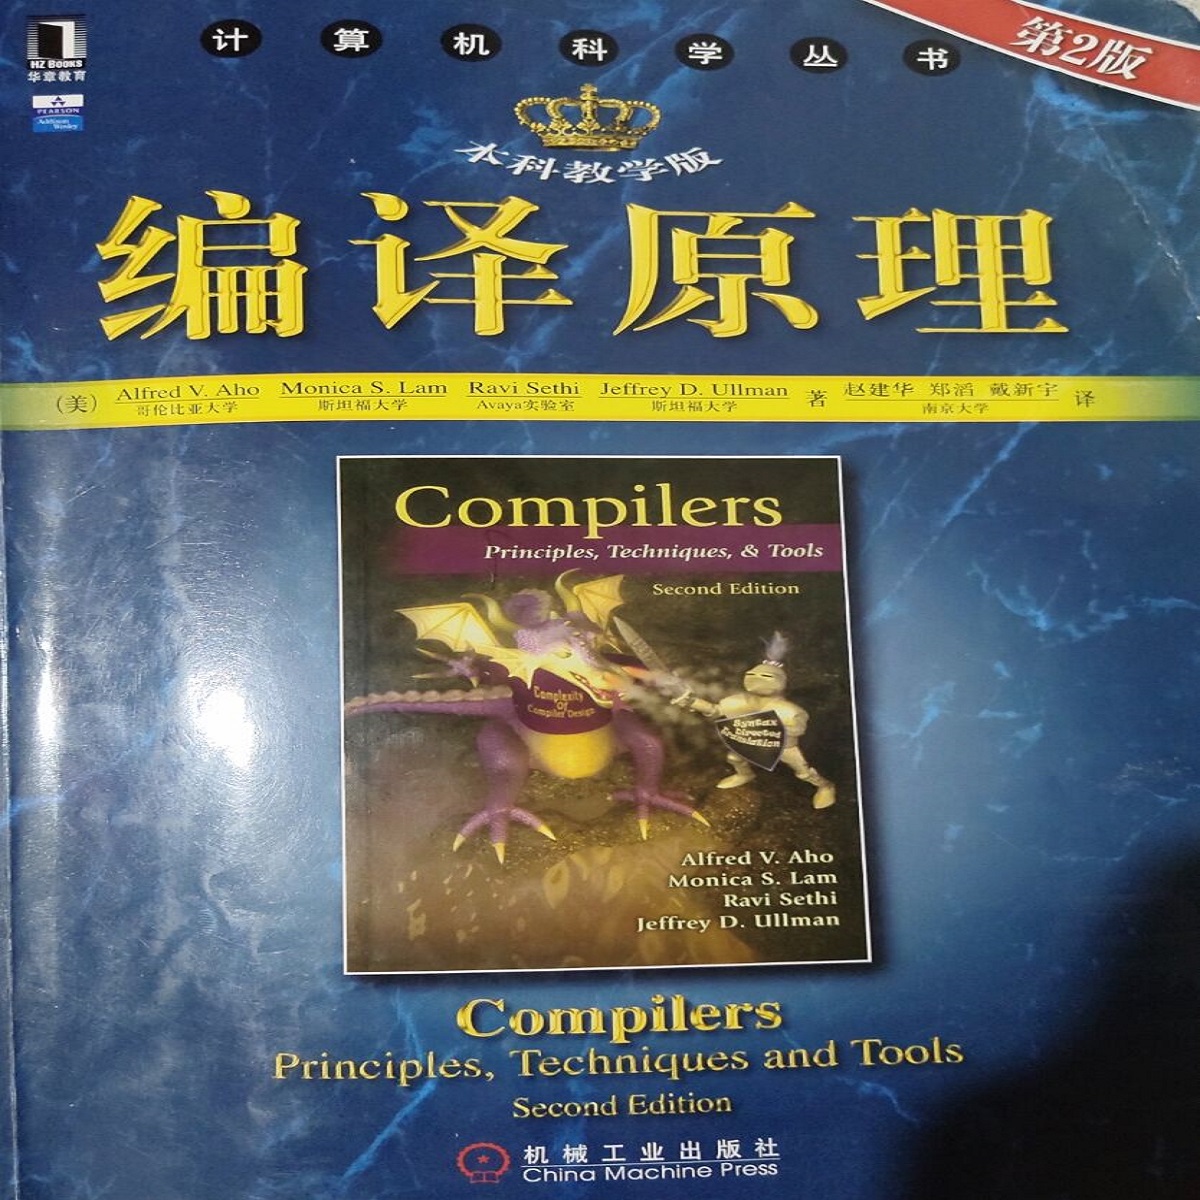 计算机科学丛书
第2版
HZ BOOKS
华章教育
PEARSON
Addison
Wesley
本科教学版
编译原理
(美) Alfred V. Aho Monica S. Lam Ravi Sethi Jeffrey D. Ullman 著 赵建华 郑滔 戴新宇 译
哥伦比亚大学 斯坦福大学 Avaya实验室 斯坦福大学 南京大学
Compilers
Principles, Techniques, & Tools
Second Edition
Complexity
Of
Compiler Design
Syntax
Directed
Translation
Alfred V. Aho
Monica S. Lam
Ravi Sethi
Jeffrey D. Ullman
Compilers
Principles, Techniques and Tools
Second Edition
机械工业出版社
China Machine Press